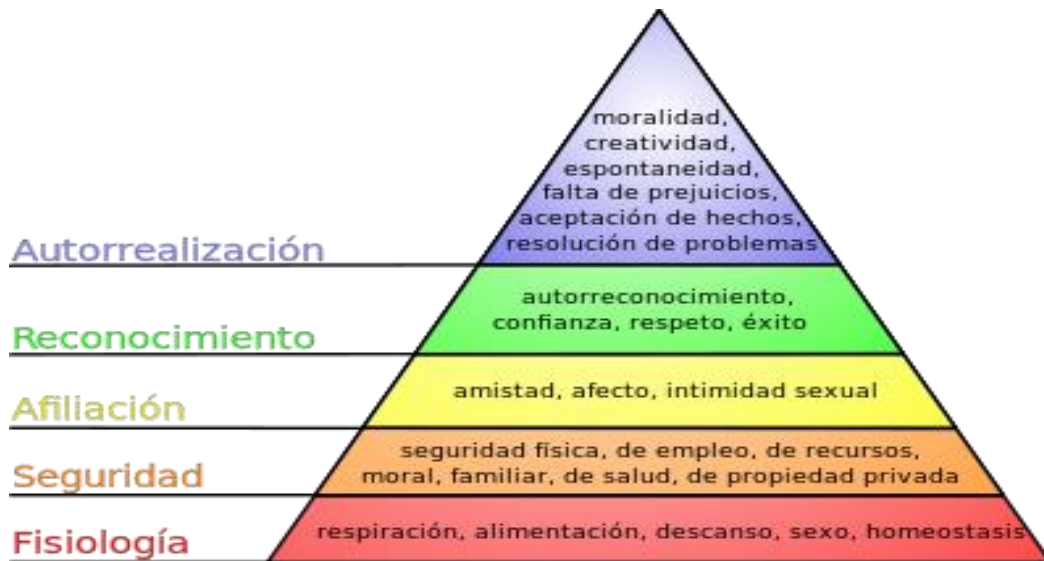 moralidad,
creatividad,
espontaneidad,
falta de prejuicios,
aceptación de hechos,
resolución de problemas
Autorrealización
autorreconocimiento,
confianza, respeto, éxito
Reconocimiento
amistad, afecto, intimidad sexual
Afiliación
seguridad física, de empleo, de recursos,
moral, familiar, de salud, de propiedad privada
Seguridad
respiración, alimentación, descanso, sexo, homeostasis
Fisiología